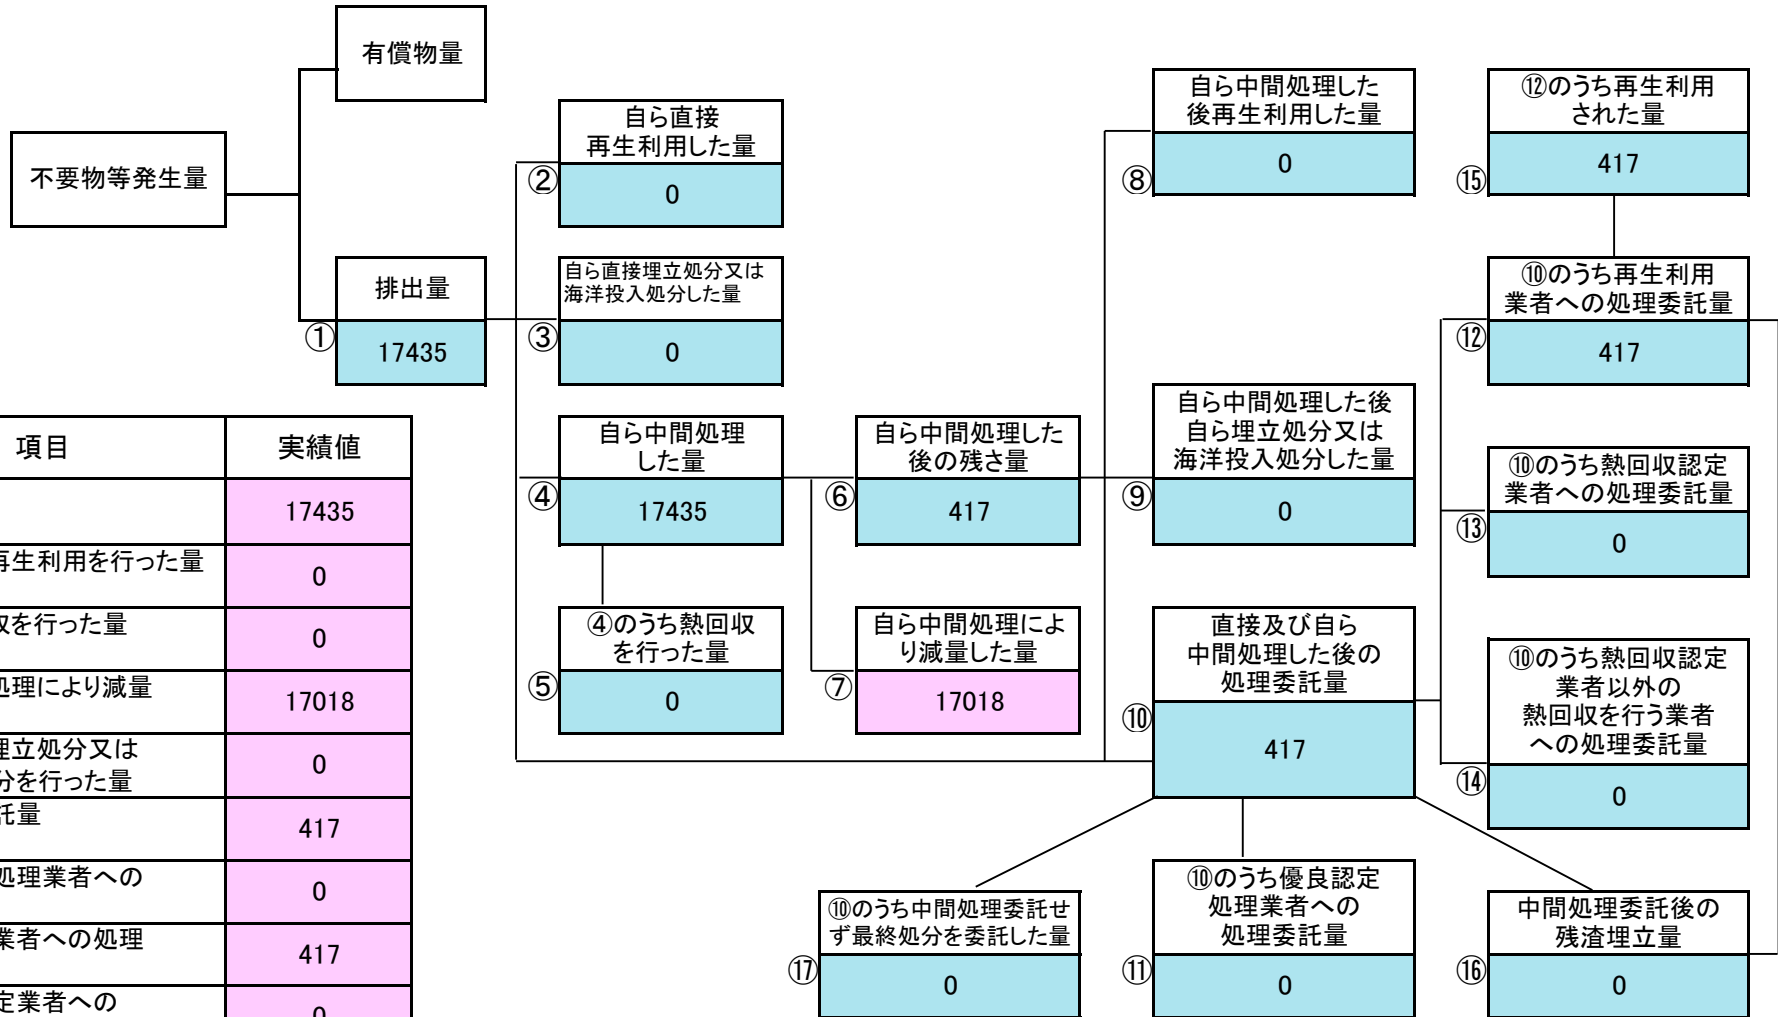 有償物量
不要物等発生量
排出量
①
17435
自ら直接
再生利用した量
②
0
自ら直接埋立処分又は
海洋投入処分した量
③
0
自ら中間処理
した量
④
17435
④のうち熱回収
を行った量
⑤
0
自ら中間処理した
後の残さ量
⑥
417
自ら中間処理によ
り減量した量
⑦
17018
自ら中間処理した
後再生利用した量
⑧
0
自ら中間処理した後
自ら埋立処分又は
海洋投入処分した量
⑨
0
直接及び自ら
中間処理した後の
処理委託量
⑩
417
⑫のうち再生利用
された量
⑮
417
⑩のうち再生利用
業者への処理委託量
⑫
417
⑩のうち熱回収認定
業者への処理委託量
⑬
0
⑩のうち熱回収認定
業者以外の
熱回収を行う業者
への処理委託量
⑭
0
⑩のうち中間処理委託せ
ず最終処分を委託した量
⑰
0
⑩のうち優良認定
処理業者への
処理委託量
⑪
0
中間処理委託後の
残渣埋立量
⑯
0
項目 実績値
17435
再生利用を行った量 0
収を行った量 0
処理により減量 17018
埋立処分又は
分を行った量 0
託量 417
処理業者への 0
業者への処理 417
定業者への 0